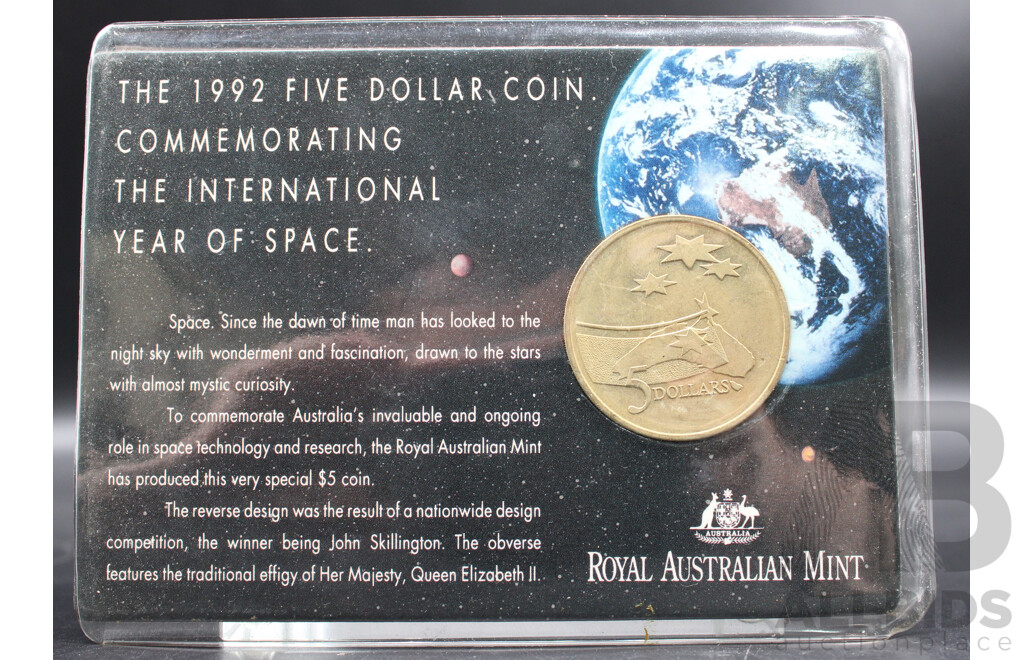 THE 1992 FIVE DOLLAR COIN.
COMMEMORATING
THE INTERNATIONAL
YEAR OF SPACE.
Space. Since the dawn of time man has looked to the
night sky with wonderment and fascination, drawn to the stars
with almost mystic curiosity.
To commemorate Australia's invaluable and ongoing
role in space technology and research, the Royal Australian Mint
has produced this very special $5 coin.
The reverse design was the result of a nationwide design
competition, the winner being John Skillington. The obverse
features the traditional effigy of Her Majesty, Queen Elizabeth II.
5 DOLLARS
AUSTRALIA
ROYAL AUSTRALIAN MINT
AB
ALLBIDS
auctionplace